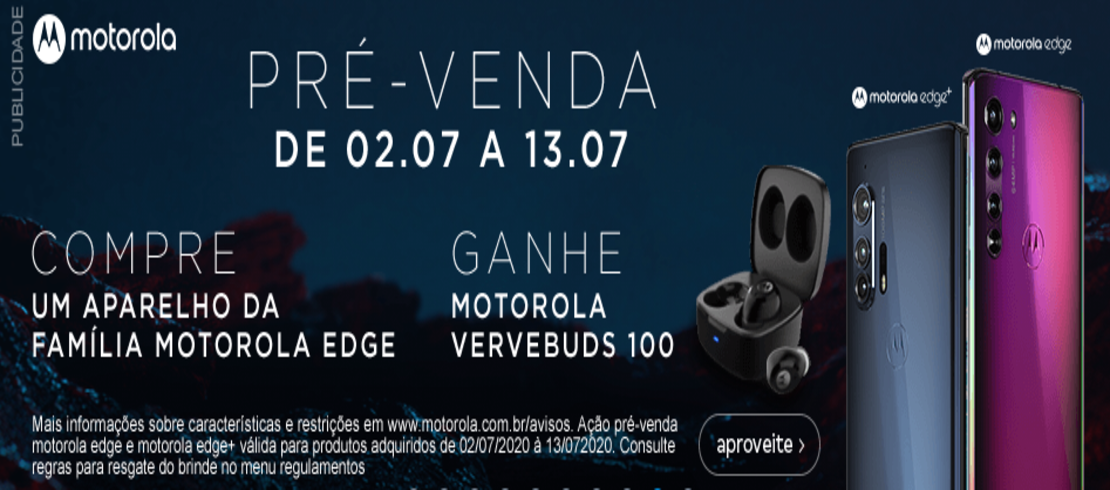 PUBLICIDADE
motorola
PRÉ-VENDA
DE 02.07 A 13.07
motorola edge
motorola edge+
COMPRE
UM APARELHO DA
FAMÍLIA MOTOROLA EDGE
GANHE
MOTOROLA
VERVEBUDS 100
Mais informações sobre características e restrições em www.motorola.com.br/avisos. Ação pré-venda
motorola edge e motorola edge+ válida para produtos adquiridos de 02/07/2020 à 13/072020. Consulte
regras para resgate do brinde no menu regulamentos
aproveite ›